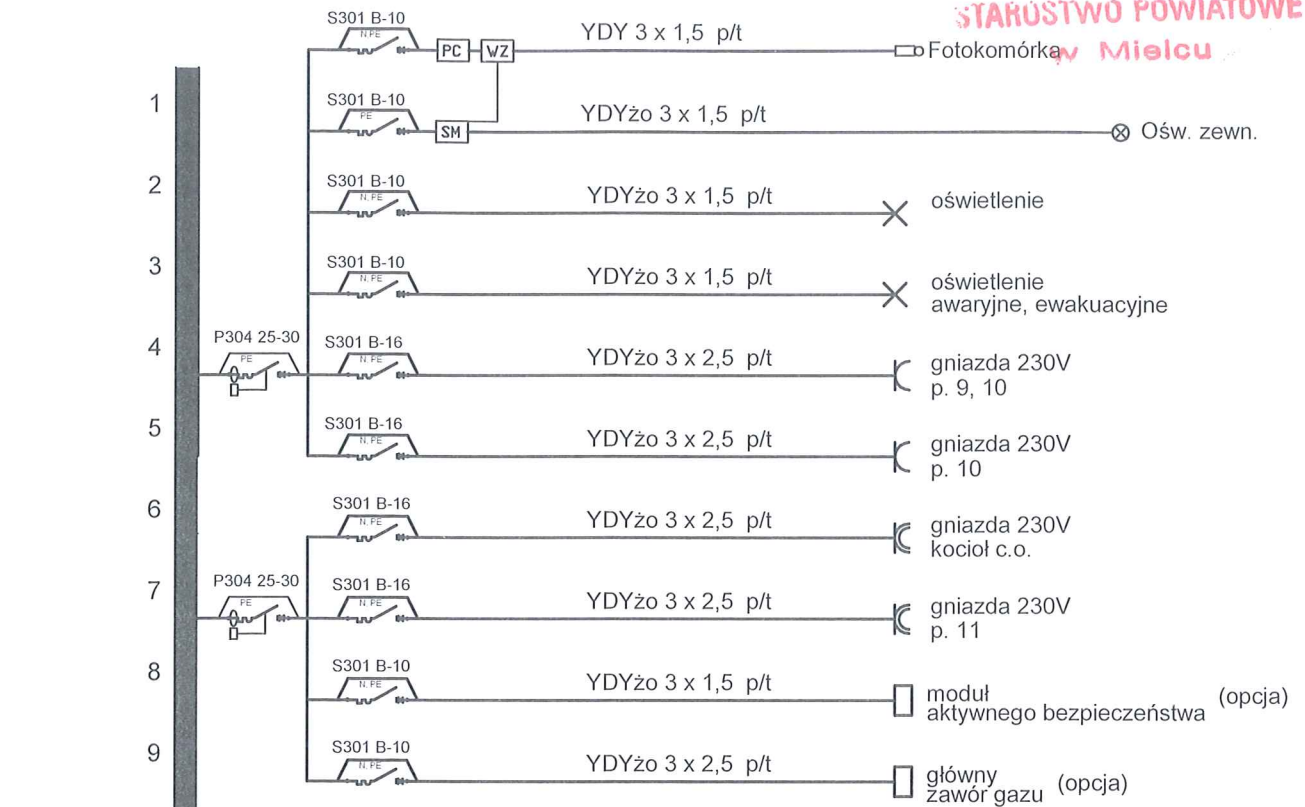 STAROSTWO POWIATOWE
w Mielcu
S301 B-10
N,PE
PC
WZ
YDY 3 x 1,5 p/t
Fotokomórka
1
S301 B-10
PE
SM
YDYżo 3 x 1,5 p/t
Ośw. zewn.
2
S301 B-10
N, PE
YDYżo 3 x 1,5 p/t
oświetlenie
3
S301 B-10
N, PE
YDYżo 3 x 1,5 p/t
oświetlenie
awaryjne, ewakuacyjne
4
P304 25-30
PE
S301 B-16
N, PE
YDYżo 3 x 2,5 p/t
gniazda 230V
p. 9, 10
5
S301 B-16
N, PE
YDYżo 3 x 2,5 p/t
gniazda 230V
p. 10
6
S301 B-16
N, PE
YDYżo 3 x 2,5 p/t
gniazda 230V
kocioł c.o.
7
P304 25-30
PE
S301 B-16
N, PE
YDYżo 3 x 2,5 p/t
gniazda 230V
p. 11
8
S301 B-10
N, PE
YDYżo 3 x 1,5 p/t
moduł
aktywnego bezpieczeństwa
(opcja)
9
S301 B-10
N, PE
YDYżo 3 x 2,5 p/t
główny
zawór gazu
(opcja)